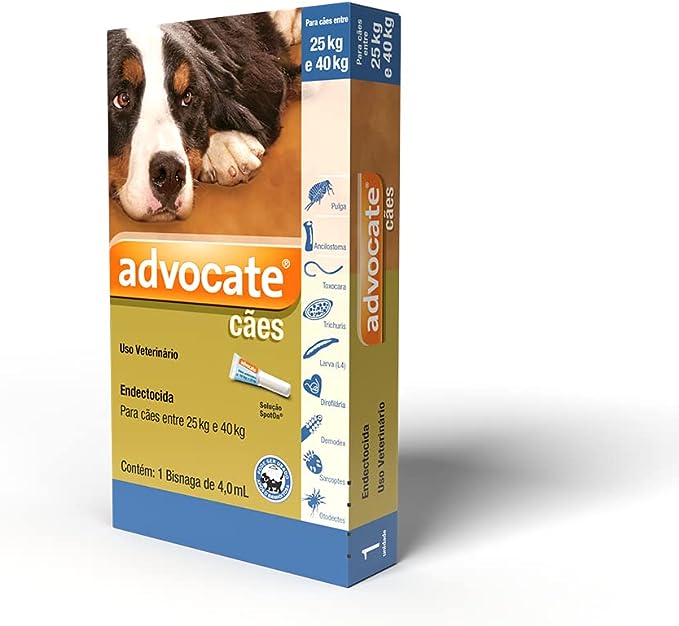 Para cães entre
25 kg
e 40 kg
Pulga
Ancilostoma
Toxocara
Trichuris
Larva (L4)
Dirofilária
Demodex
Sarcoptes
Otodectes
advocate®
cães
Uso Veterinário
advocate
Solução
SpotOn®
Endectocida
Para cães entre 25 kg e 40 kg
Contém: 1 Bisnaga de 4,0 mL
Para cães
entre
25 kg
e 40 kg
advocate®
cães
Endectocida
Uso Veterinário
1
unidade